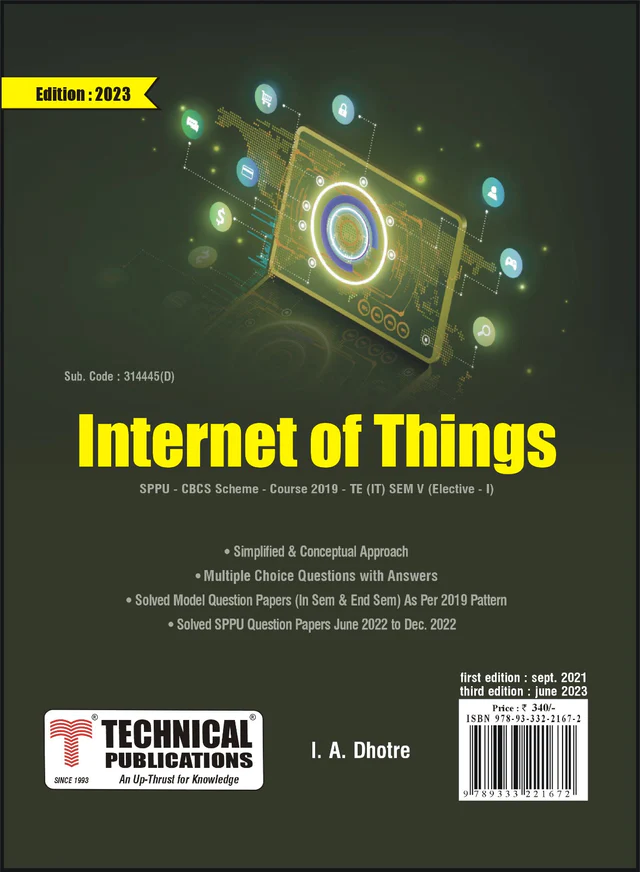 Edition : 2023
Sub. Code : 314445(D)
Internet of Things
SPPU - CBCS Scheme - Course 2019 - TE (IT) SEM V (Elective - I)
• Simplified & Conceptual Approach
• Multiple Choice Questions with Answers
• Solved Model Question Papers (In Sem & End Sem) As Per 2019 Pattern
• Solved SPPU Question Papers June 2022 to Dec. 2022
first edition : sept. 2021
third edition : june 2023
Price : ₹ 340/-
ISBN 978-93-332-2167-2
9 789333 221672
TECHNICAL®
PUBLICATIONS
SINCE 1993 An Up-Thrust for Knowledge
I. A. Dhotre